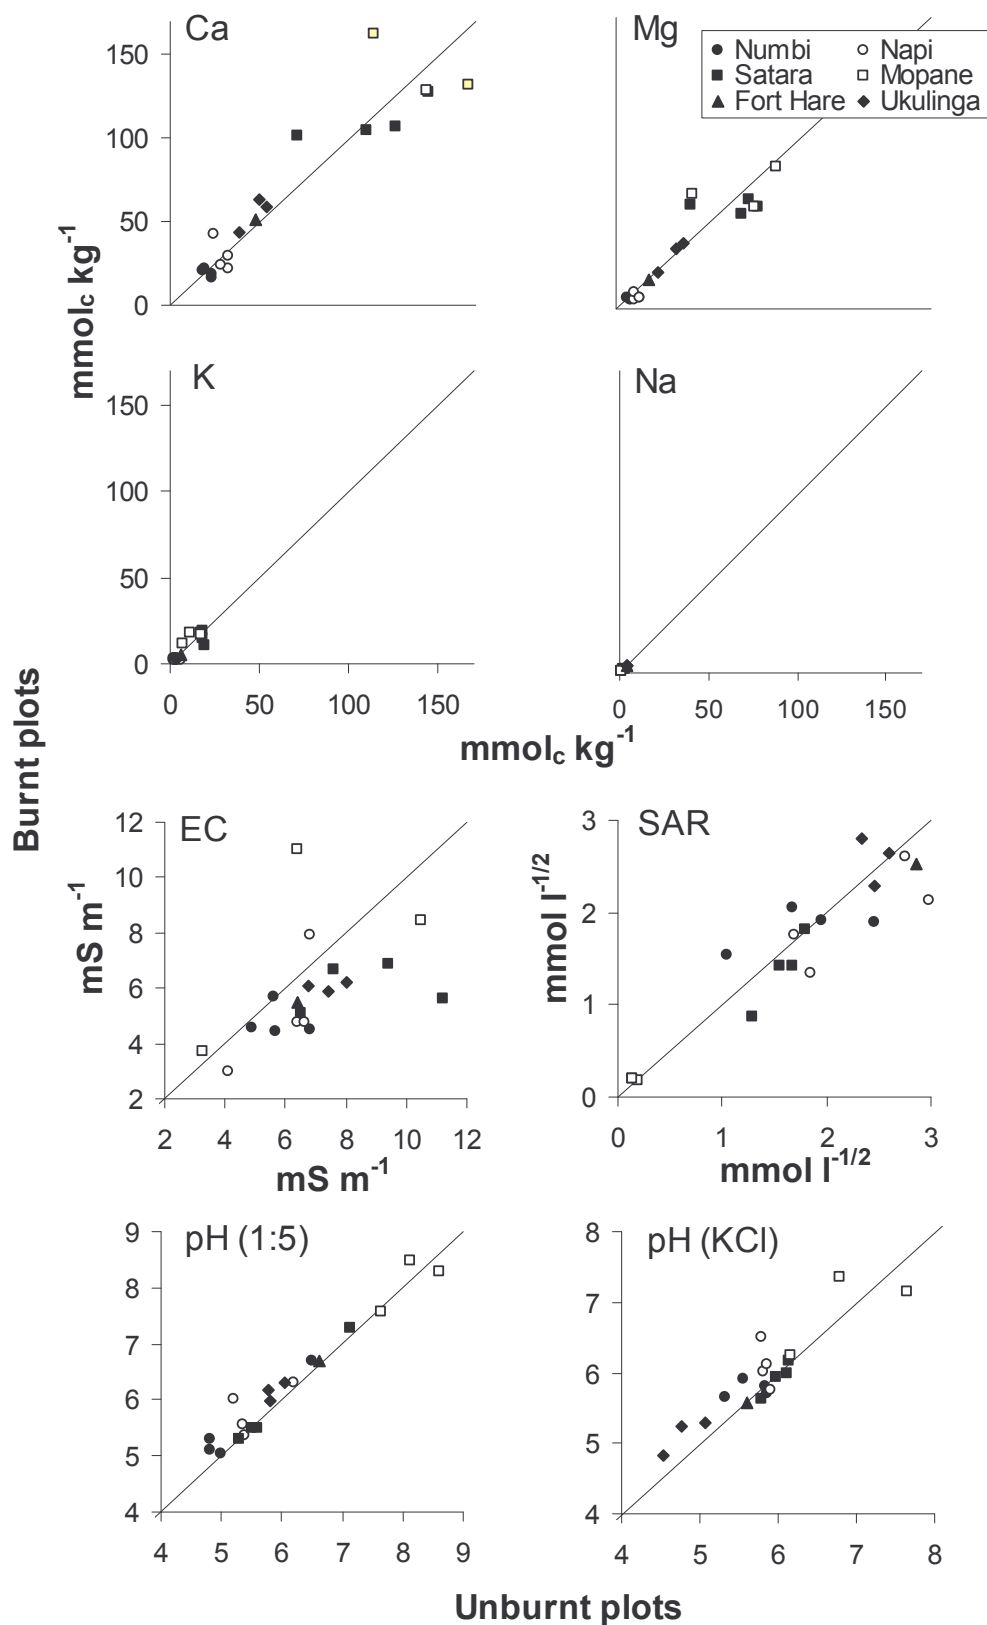 Ca
150
100
50
0
mmolc kg-1
Mg
Numbi Napi
Satara Mopane
Fort Hare Ukulinga
K
150
100
50
0
0 50 100 150
Na
0 50 100 150
mmolc kg-1
Burnt plots
EC
12
10
8
6
4
2
mS m-1
2 4 6 8 10 12
mS m-1
SAR
3
2
1
0
mmol l-1/2
0 1 2 3
mmol l-1/2
pH (1:5)
9
8
7
6
5
4
4 5 6 7 8 9
pH (KCl)
8
7
6
5
4
4 5 6 7 8
Unburnt plots